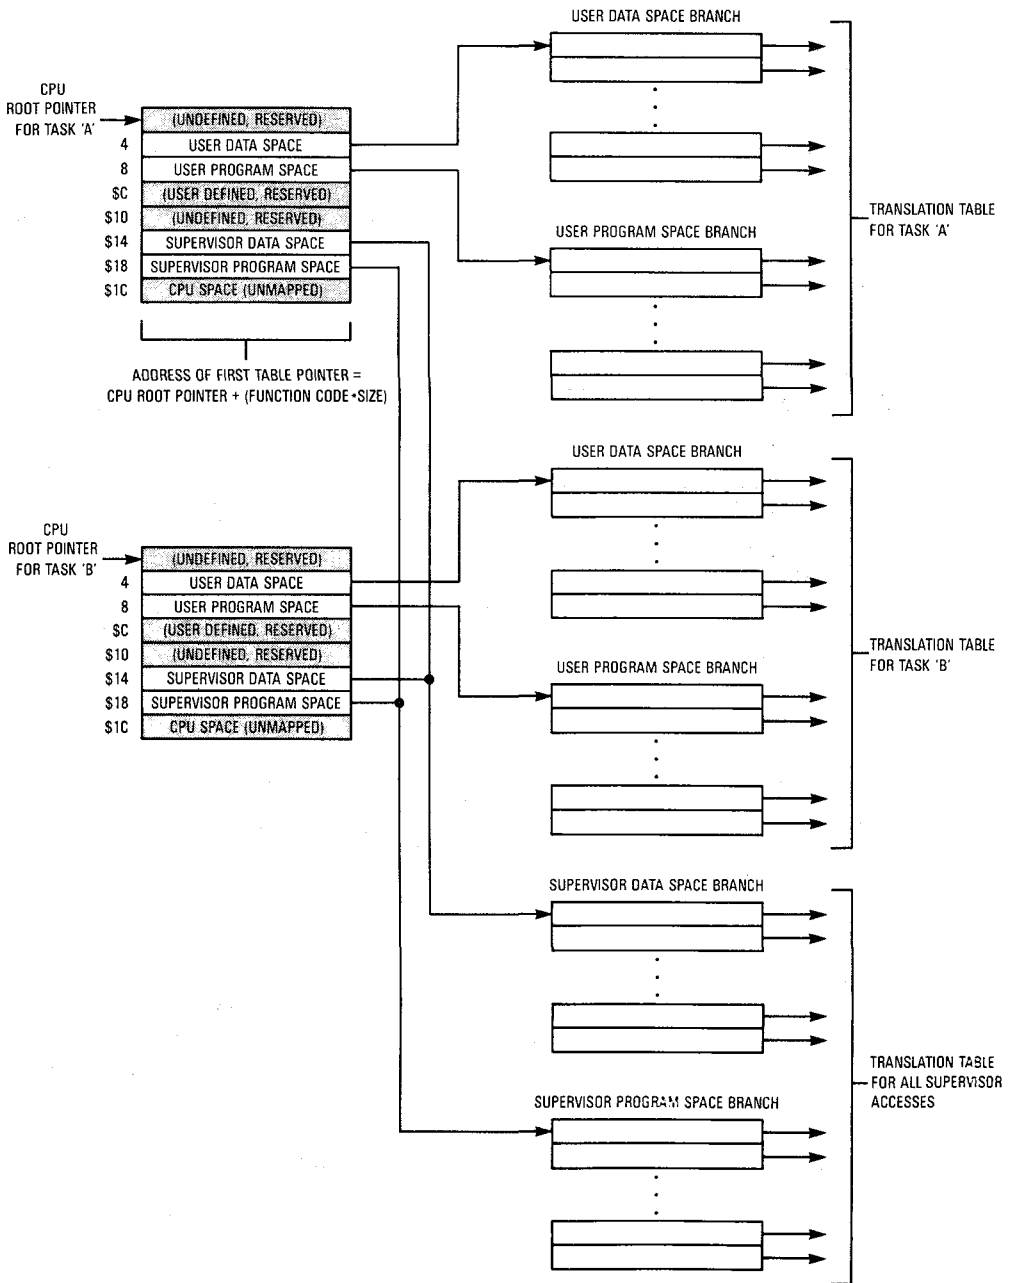 USER DATA SPACE BRANCH
CPU
ROOT POINTER
FOR TASK 'A'
(UNDEFINED, RESERVED)
4 USER DATA SPACE
8 USER PROGRAM SPACE
$C (USER DEFINED, RESERVED)
$10 (UNDEFINED, RESERVED)
$14 SUPERVISOR DATA SPACE
$18 SUPERVISOR PROGRAM SPACE
$1C CPU SPACE (UNMAPPED)
ADDRESS OF FIRST TABLE POINTER =
CPU ROOT POINTER + (FUNCTION CODE*SIZE)
USER PROGRAM SPACE BRANCH
TRANSLATION TABLE
FOR TASK 'A'
USER DATA SPACE BRANCH
CPU
ROOT POINTER
FOR TASK 'B'
(UNDEFINED, RESERVED)
4 USER DATA SPACE
8 USER PROGRAM SPACE
$C (USER DEFINED, RESERVED)
$10 (UNDEFINED, RESERVED)
$14 SUPERVISOR DATA SPACE
$18 SUPERVISOR PROGRAM SPACE
$1C CPU SPACE (UNMAPPED)
USER PROGRAM SPACE BRANCH
TRANSLATION TABLE
FOR TASK 'B'
SUPERVISOR DATA SPACE BRANCH
SUPERVISOR PROGRAM SPACE BRANCH
TRANSLATION TABLE
FOR ALL SUPERVISOR
ACCESSES